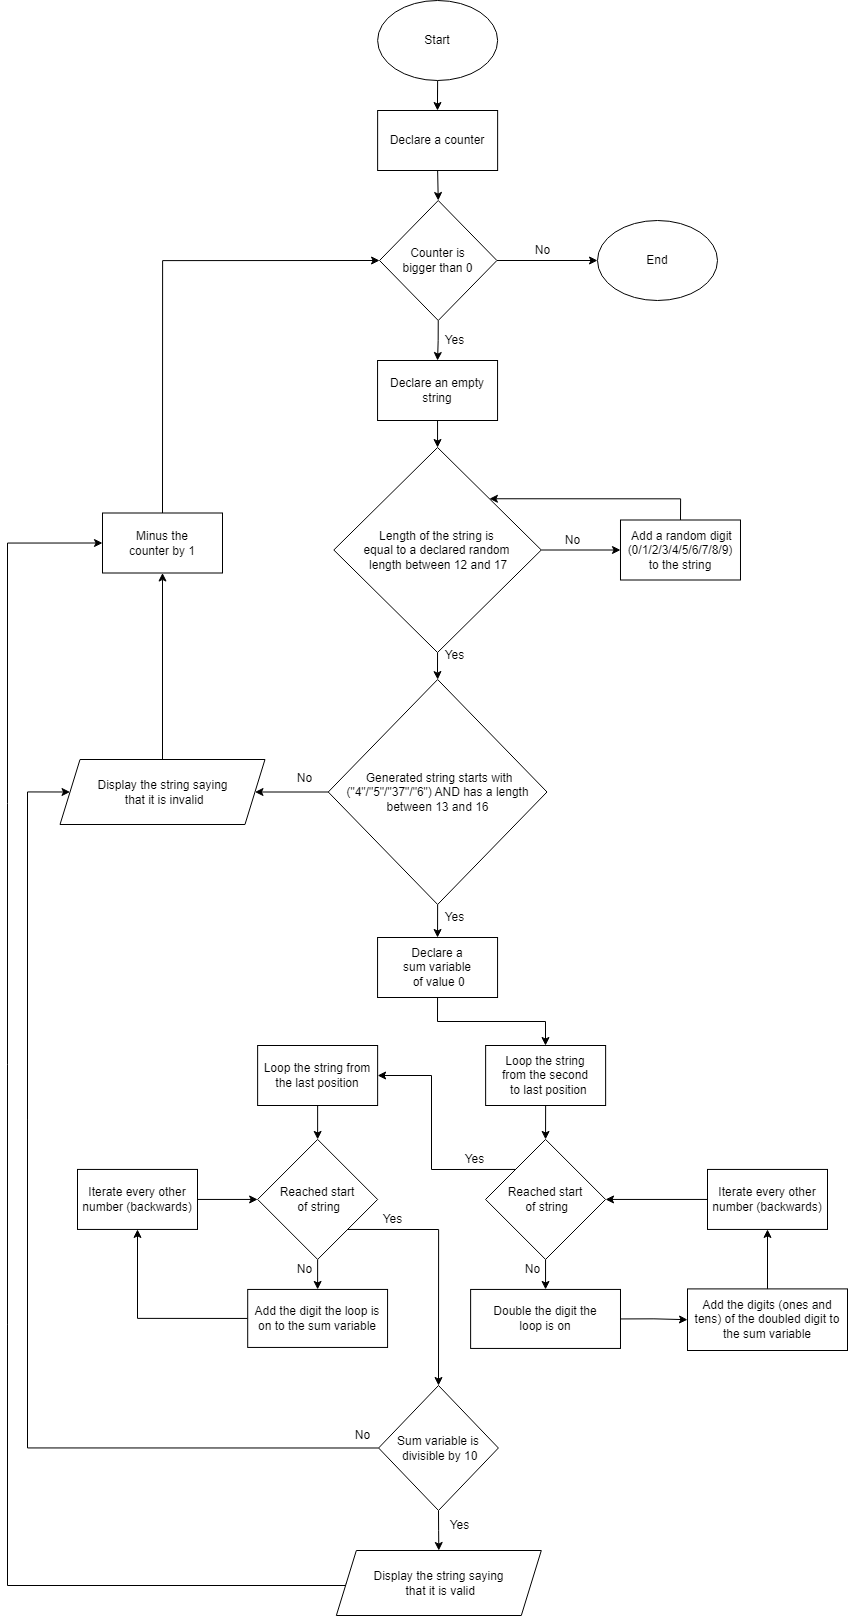 Start
Declare a counter
Counter is
bigger than 0
No
End
Yes
Declare an empty
string
Length of the string is
equal to a declared random
length between 12 and 17
No
Add a random digit
(0/1/2/3/4/5/6/7/8/9)
to the string
Minus the
counter by 1
Yes
Generated string starts with
("4"/"5"/"37"/"6") AND has a length
between 13 and 16
No
Display the string saying
that it is invalid
Yes
Declare a
sum variable
of value 0
Loop the string from
the last position
Loop the string
from the second
to last position
Yes
Iterate every other
number (backwards)
Reached start
of string
Reached start
of string
Iterate every other
number (backwards)
Yes
No
No
Add the digit the loop is
on to the sum variable
Double the digit the
loop is on
Add the digits (ones and
tens) of the doubled digit to
the sum variable
No
Sum variable is
divisible by 10
Yes
Display the string saying
that it is valid